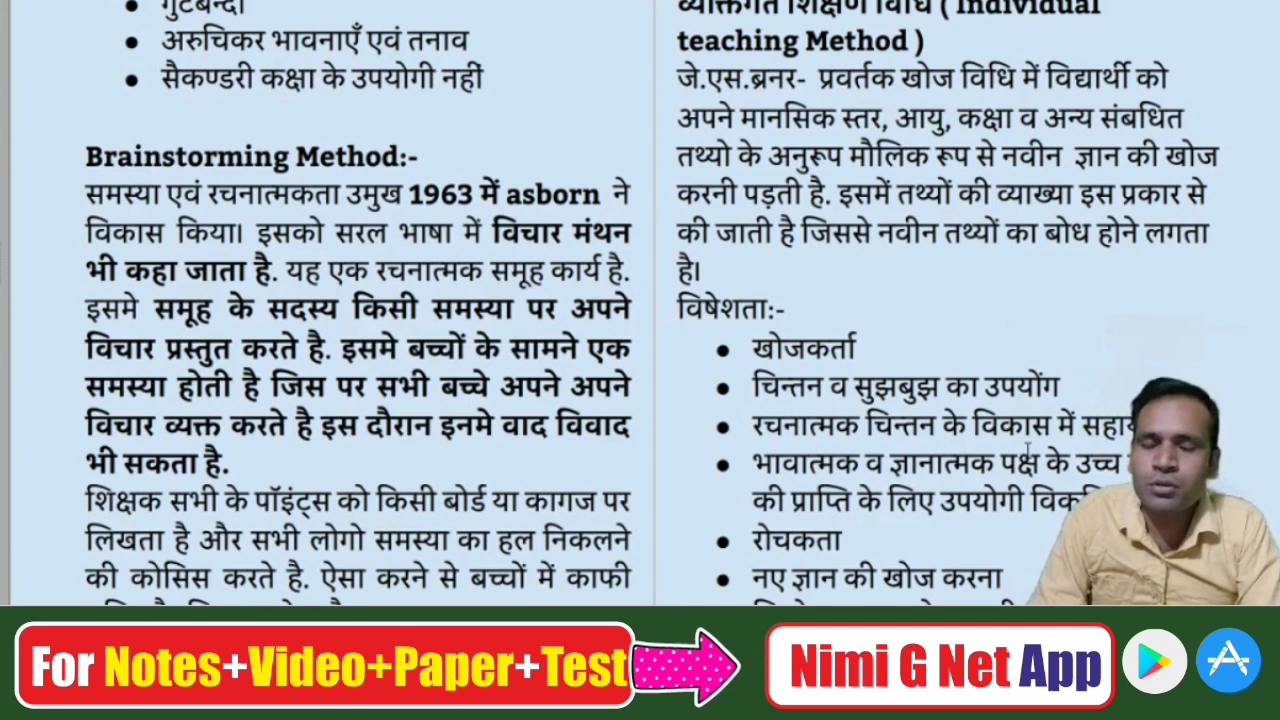 गुटबन्दी
अरुचिकर भावनाएँ एवं तनाव
सैकण्डरी कक्षा के उपयोगी नहीं
Brainstorming Method:-
समस्या एवं रचनात्मकता उमुख 1963 में asborn ने
विकास किया। इसको सरल भाषा में विचार मंथन
भी कहा जाता है. यह एक रचनात्मक समूह कार्य है.
इसमे समूह के सदस्य किसी समस्या पर अपने
विचार प्रस्तुत करते है. इसमे बच्चों के सामने एक
समस्या होती है जिस पर सभी बच्चे अपने अपने
विचार व्यक्त करते है इस दौरान इनमे वाद विवाद
भी सकता है.
शिक्षक सभी के पॉइंट्स को किसी बोर्ड या कागज पर
लिखता है और सभी लोगो समस्या का हल निकलने
की कोसिस करते है. ऐसा करने से बच्चों में काफी
व्यक्तिगत शिक्षण विधि ( Individual
teaching Method )
जे.एस.ब्रनर- प्रवर्तक खोज विधि में विद्यार्थी को
अपने मानसिक स्तर, आयु, कक्षा व अन्य संबधित
तथ्यो के अनुरूप मौलिक रूप से नवीन ज्ञान की खोज
करनी पड़ती है. इसमें तथ्यों की व्याख्या इस प्रकार से
की जाती है जिससे नवीन तथ्यों का बोध होने लगता
है।
विषेशता:-
खोजकर्ता
चिन्तन व सुझबुझ का उपयोंग
रचनात्मक चिन्तन के विकास में
भावात्मक व ज्ञानात्मक पक्ष के उच्च
की प्राप्ति के लिए उपयोगी
रोचकता
नए ज्ञान की खोज करना
For Notes+Video+Paper+Test
Nimi G Net App